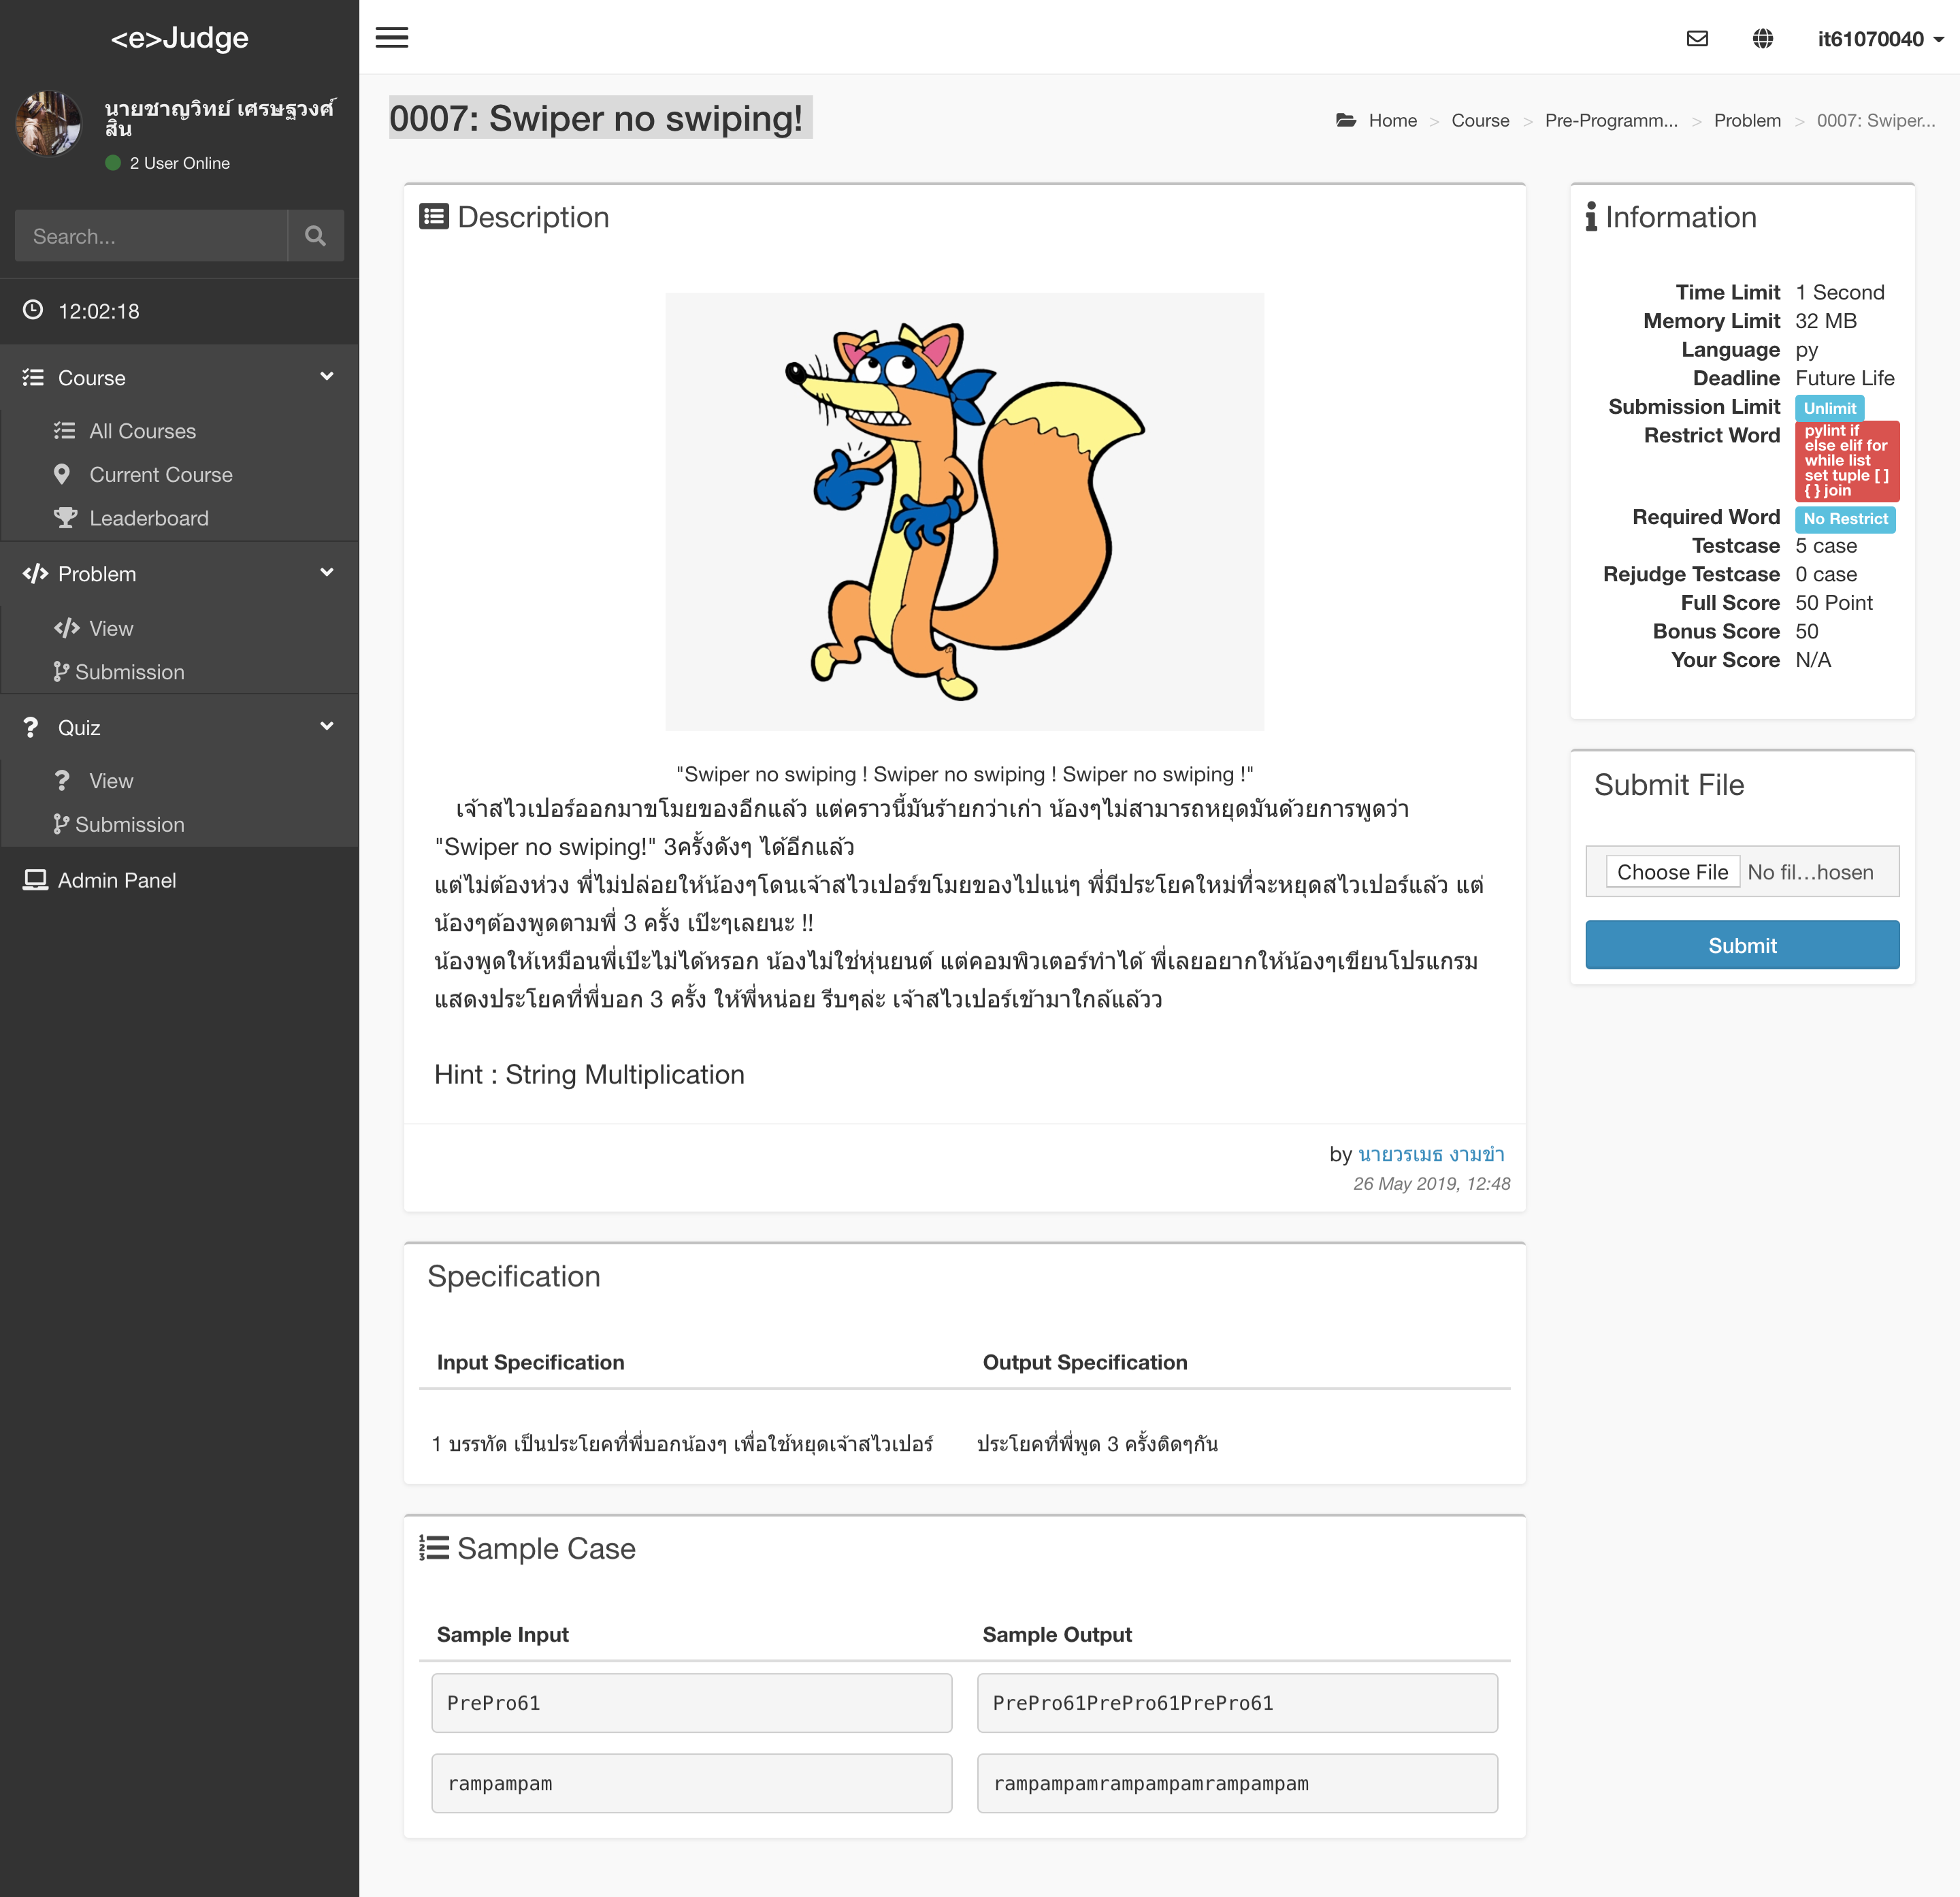 <e>Judge
it61070040
นายชาญวิทย์ เศรษฐวงศ์
สิน
2 User Online
Search...
12:02:18
Course
All Courses
Current Course
Leaderboard
Problem
View
Submission
Quiz
View
Submission
Admin Panel
0007: Swiper no swiping!
Home > Course > Pre-Programm... > Problem > 0007: Swiper...
Description
"Swiper no swiping ! Swiper no swiping ! Swiper no swiping !"
เจ้าสไวเปอร์ออกมาขโมยของอีกแล้ว แต่คราวนี้มันร้ายกว่าเก่า น้องๆไม่สามารถหยุดมันด้วยการพูดว่า
"Swiper no swiping!" 3ครั้งดังๆ ได้อีกแล้ว
แต่ไม่ต้องห่วง พี่ไม่ปล่อยให้น้องๆโดนเจ้าสไวเปอร์ขโมยของไปแน่ๆ พี่มีประโยคใหม่ที่จะหยุดสไวเปอร์แล้ว แต่
น้องๆต้องพูดตามพี่ 3 ครั้ง เป๊ะๆเลยนะ !!
น้องพูดให้เหมือนพี่เป๊ะไม่ได้หรอก น้องไม่ใช่หุ่นยนต์ แต่คอมพิวเตอร์ทำได้ พี่เลยอยากให้น้องๆเขียนโปรแกรม
แสดงประโยคที่พี่บอก 3 ครั้ง ให้พี่หน่อย รีบๆล่ะ เจ้าสไวเปอร์เข้ามาใกล้แล้วว
Hint : String Multiplication
by นายวรเมธ งามขำ
26 May 2019, 12:48
Information
Time Limit 1 Second
Memory Limit 32 MB
Language py
Deadline Future Life
Submission Limit Unlimit
Restrict Word pylint if
else elif for
while list
set tuple [ ]
{ } join
Required Word No Restrict
Testcase 5 case
Rejudge Testcase 0 case
Full Score 50 Point
Bonus Score 50
Your Score N/A
Submit File
Choose File No fil...hosen
Submit
Specification
Input Specification Output Specification
1 บรรทัด เป็นประโยคที่พี่บอกน้องๆ เพื่อใช้หยุดเจ้าสไวเปอร์ ประโยคที่พี่พูด 3 ครั้งติดๆกัน
Sample Case
Sample Input Sample Output
PrePro61 PrePro61PrePro61PrePro61
rampampam rampampamrampampamrampampam